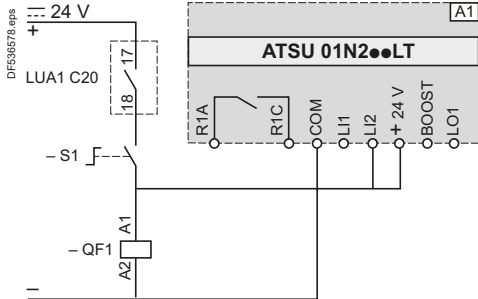 DF536578.eps
24 V
+
A1
ATSU 01N2●●LT
17
LUA1 C20
18
R1A
R1C
COM
LI1
LI2
+ 24 V
BOOST
LO1
– S1
A1
– QF1
A2
–